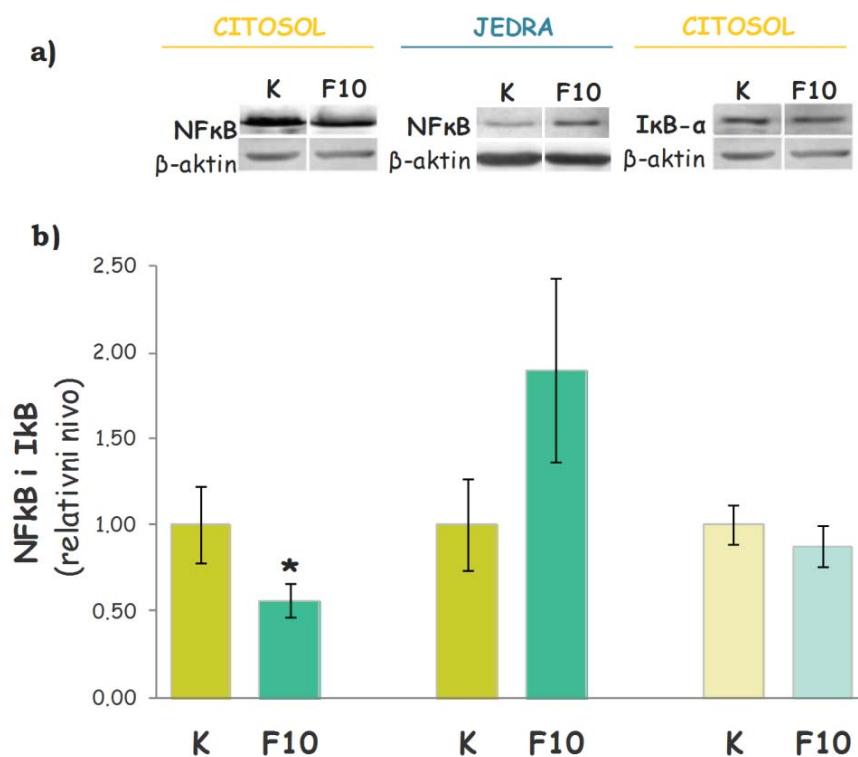 CITOSOL JEDRA CITOSOL
a)
K F10 K F10 K F10
NFκB NFκB IκB-α
β-aktin β-aktin β-aktin
b)
2.50
2.00
1.50
1.00
0.50
0.00
NFkB i IkB
(relativni nivo)
*
K F10 K F10 K F10